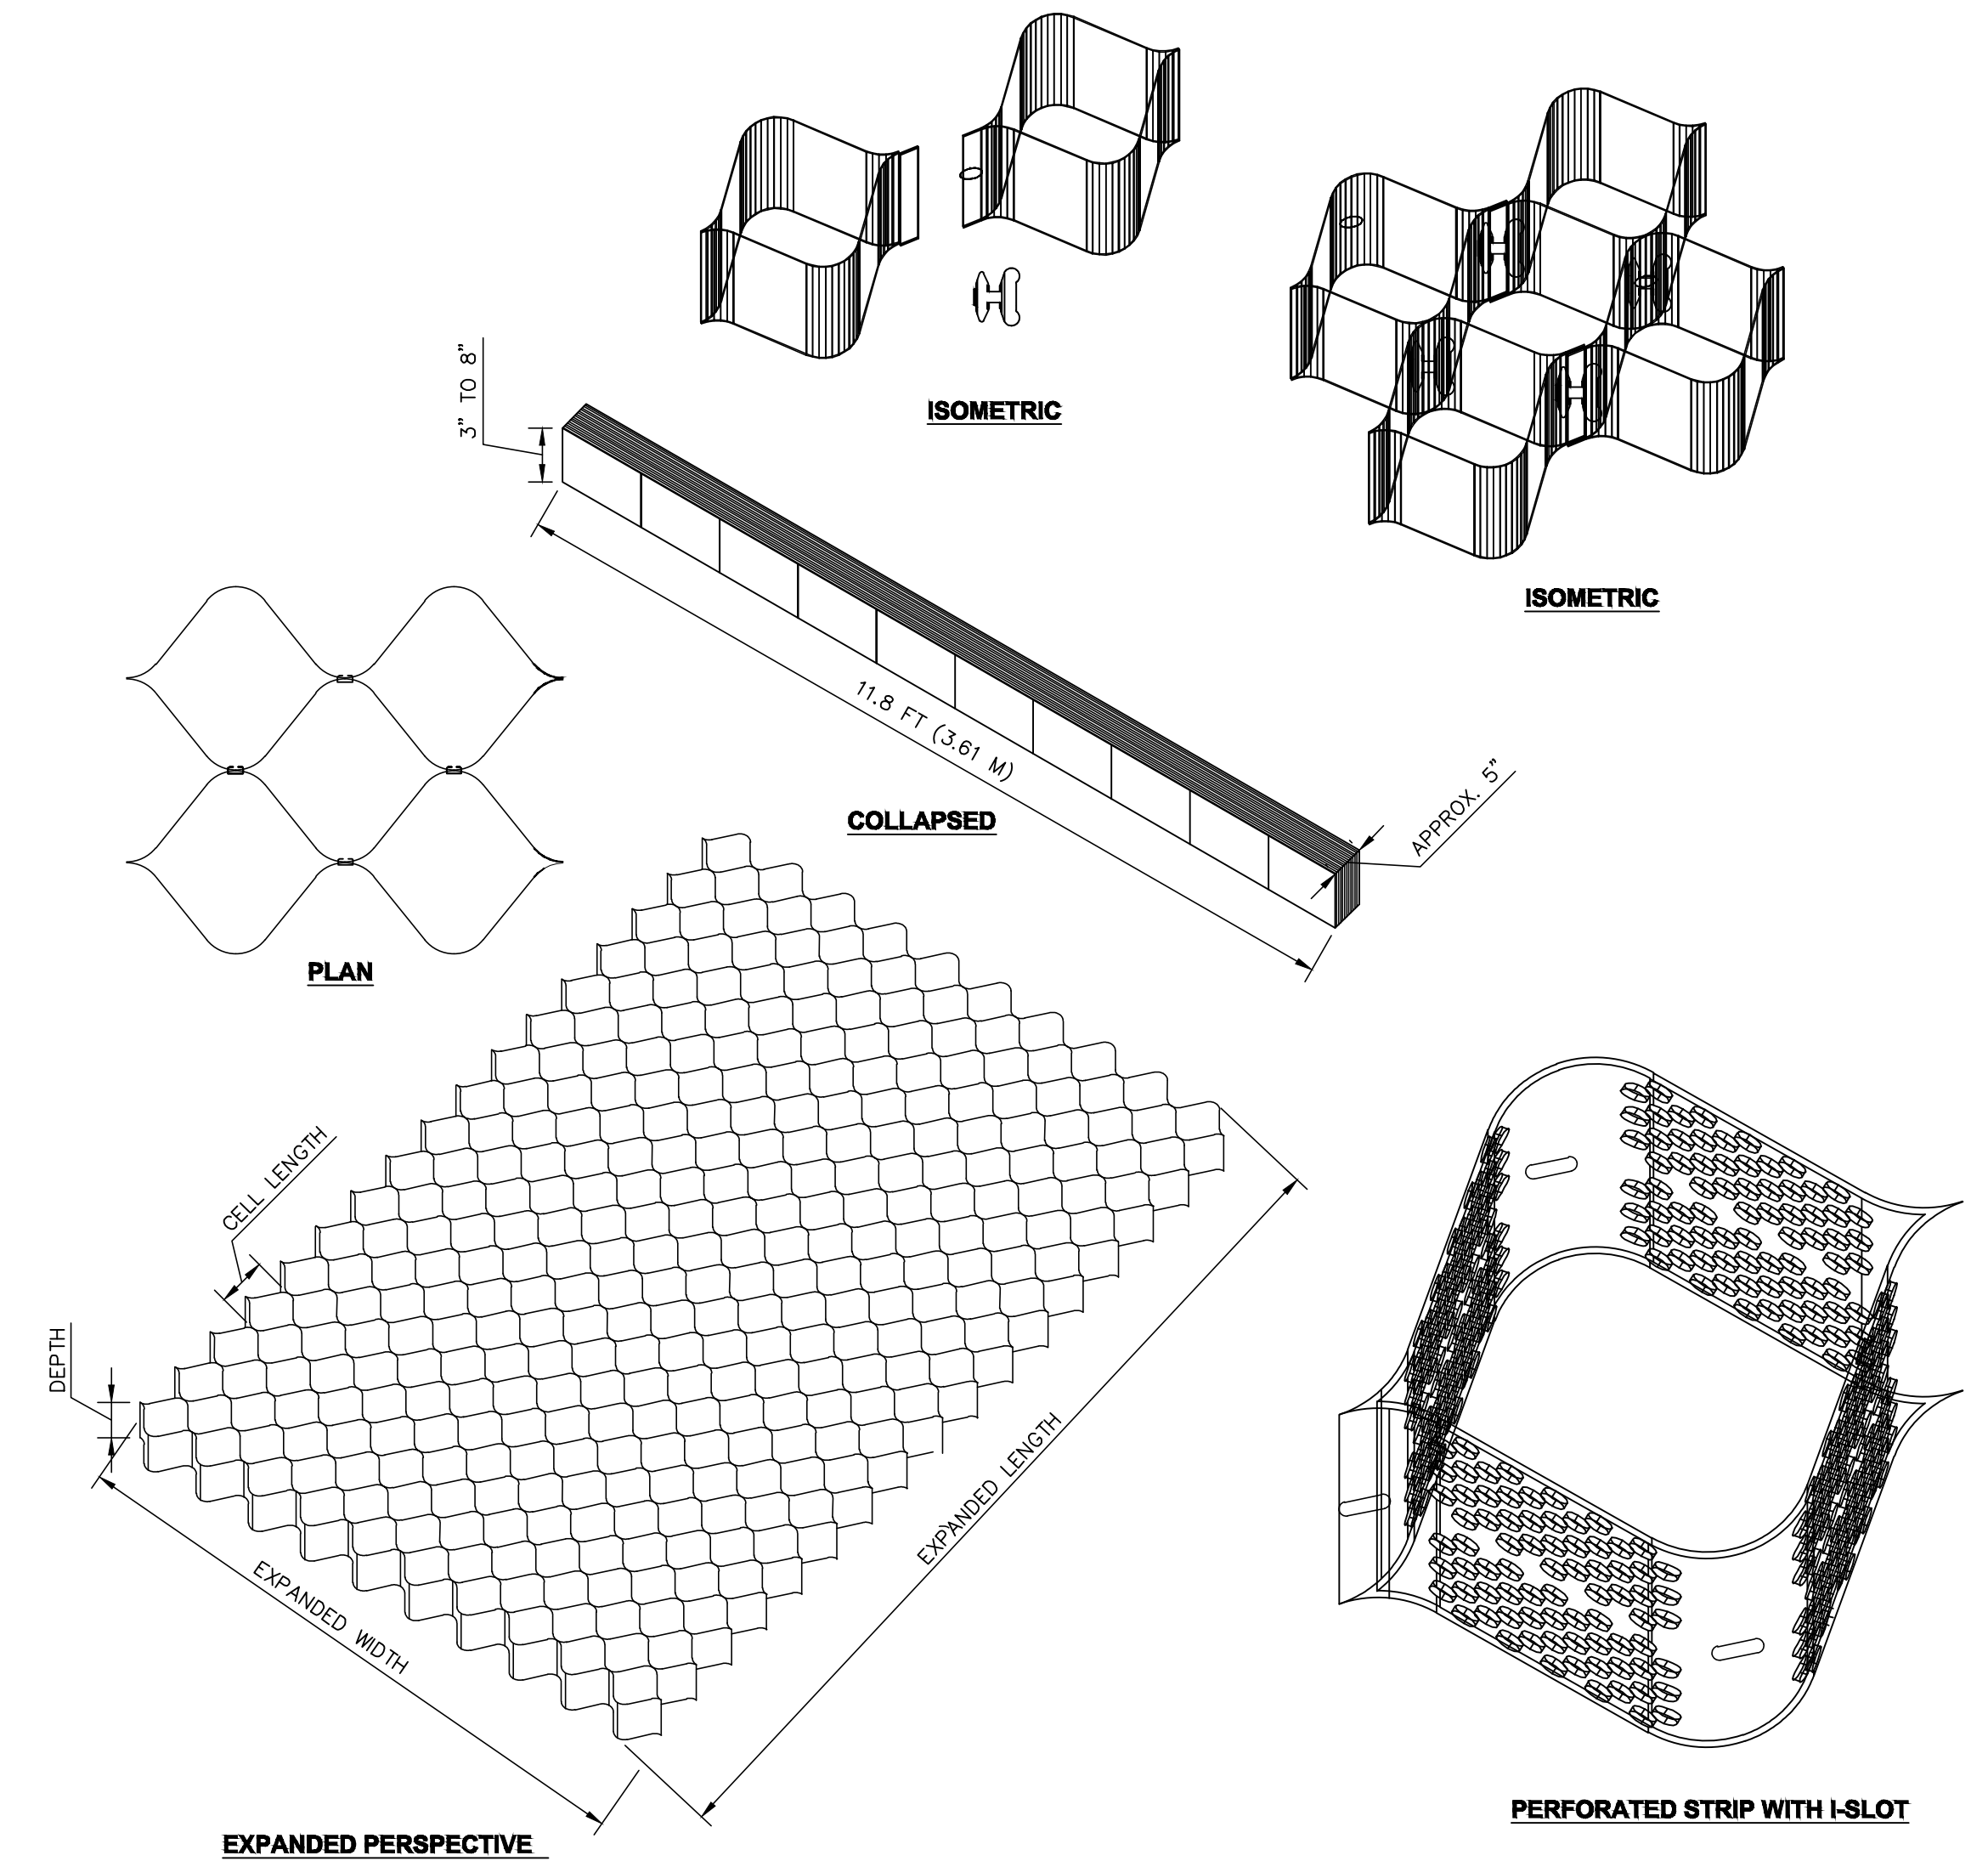 ISOMETRIC
3” TO 8”
ISOMETRIC
11.8 FT (3.61 M)
APPROX. 5”
COLLAPSED
PLAN
CELL LENGTH
DEPTH
EXPANDED LENGTH
EXPANDED WIDTH
PERFORATED STRIP WITH I-SLOT
EXPANDED PERSPECTIVE